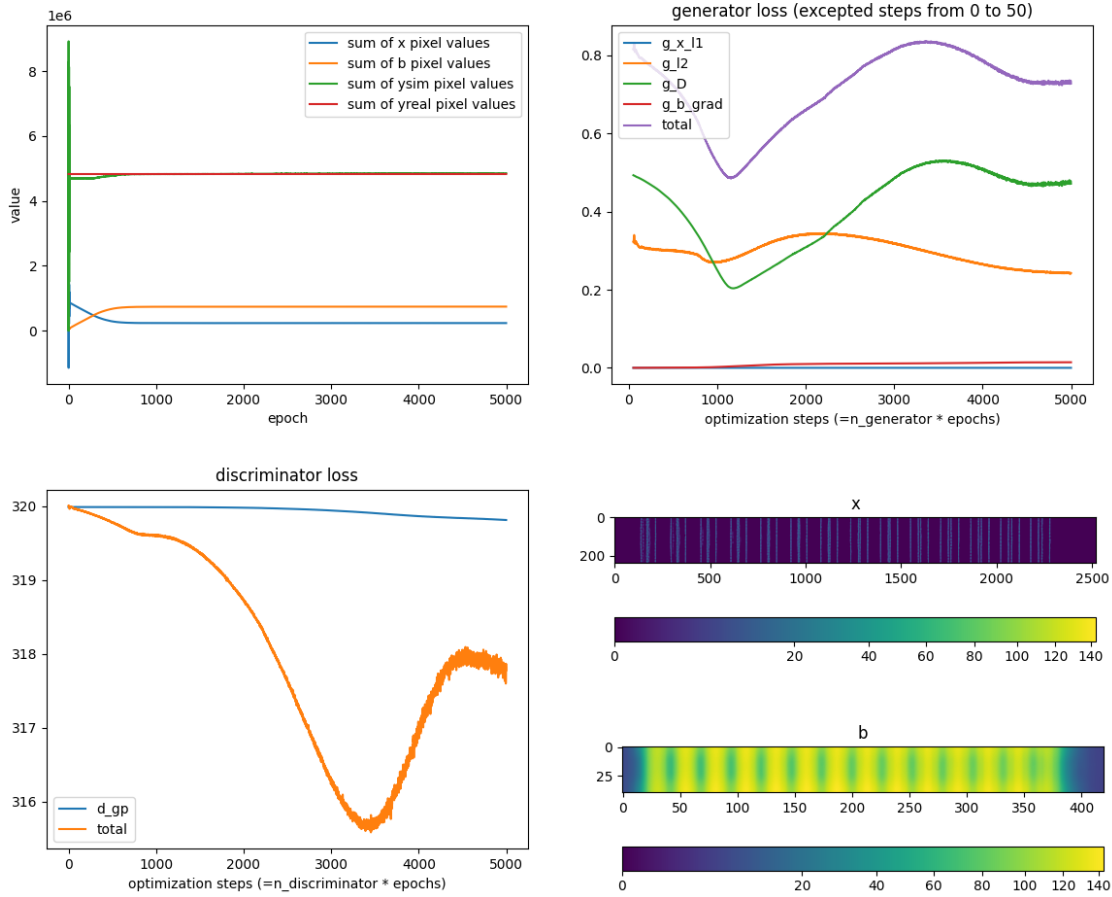 1e6
sum of x pixel values
sum of b pixel values
sum of ysim pixel values
sum of yreal pixel values
8
6
4
2
0
value
0 1000 2000 3000 4000 5000
epoch
generator loss (excepted steps from 0 to 50)
g_x_l1
g_l2
g_D
g_b_grad
total
0.8
0.6
0.4
0.2
0.0
0 1000 2000 3000 4000 5000
optimization steps (=n_generator * epochs)
discriminator loss
320
319
318
317
316
d_gp
total
0 1000 2000 3000 4000 5000
optimization steps (=n_discriminator * epochs)
x
0
200
0 500 1000 1500 2000 2500
0 20 40 60 80 100 120 140
b
0
25
0 50 100 150 200 250 300 350 400
0 20 40 60 80 100 120 140